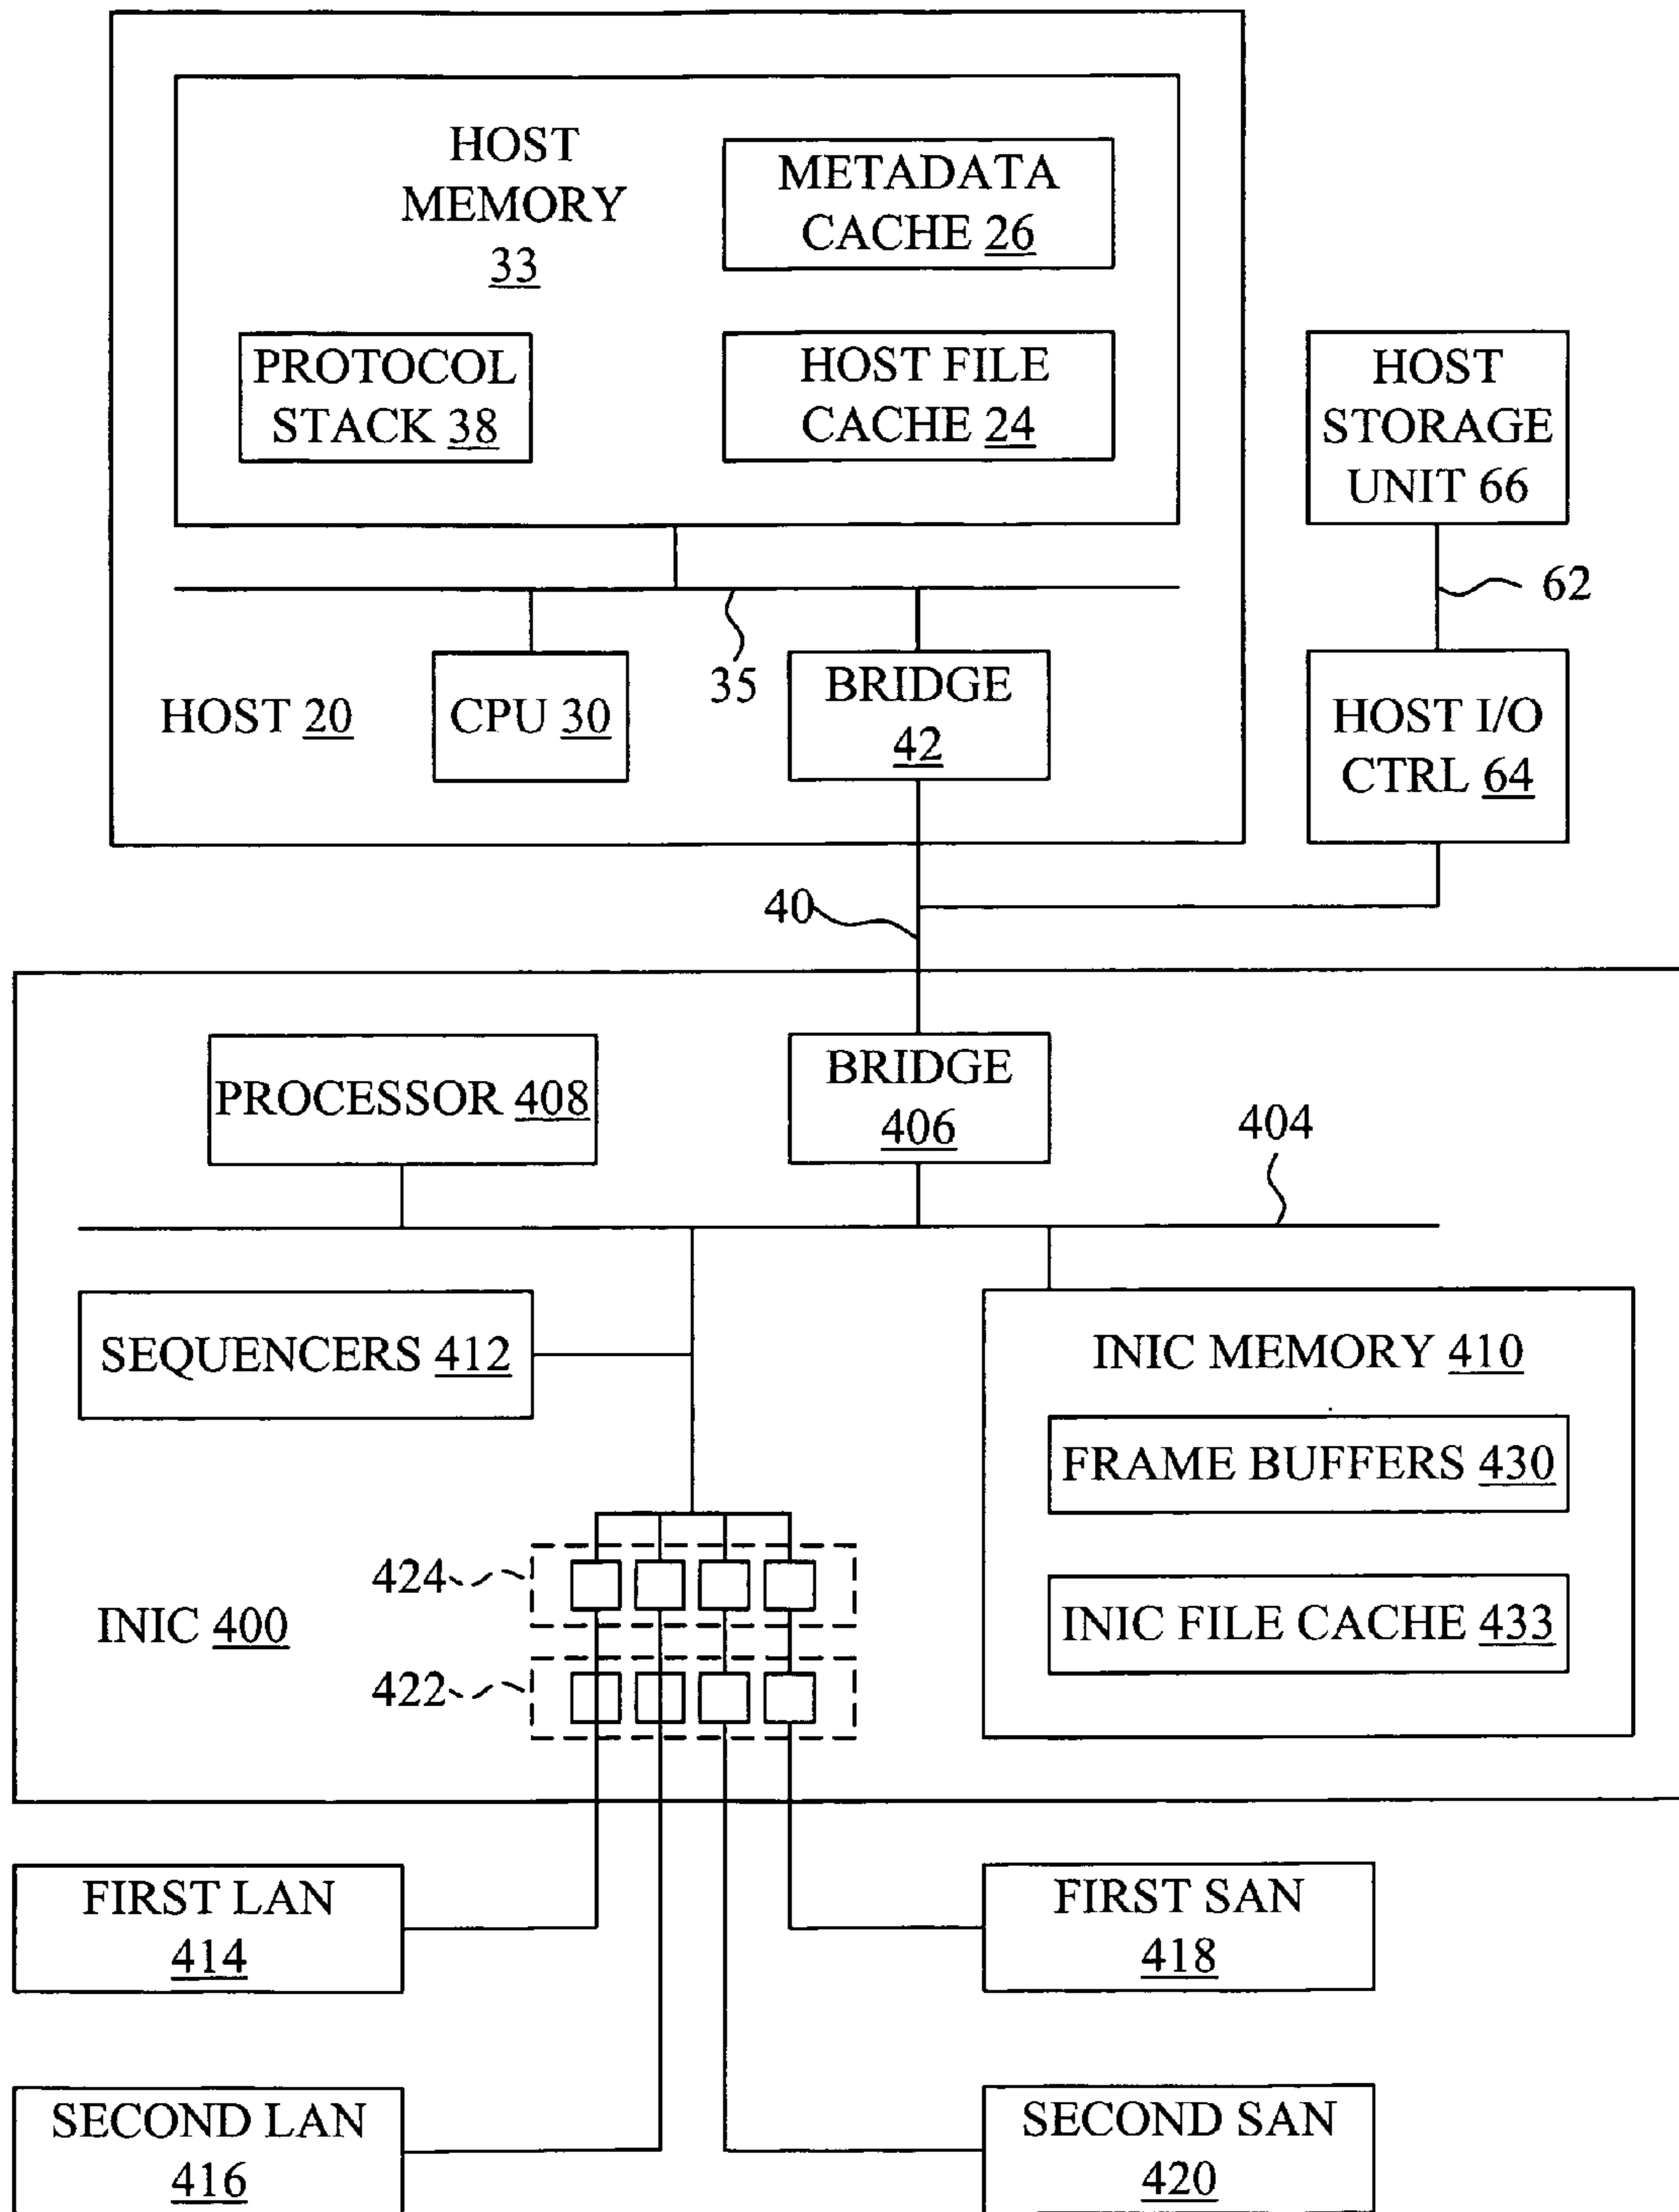 HOST
MEMORY
33
METADATA
CACHE 26
PROTOCOL
STACK 38
HOST FILE
CACHE 24
HOST
STORAGE
UNIT 66
62
35
HOST 20
CPU 30
BRIDGE
42
HOST I/O
CTRL 64
40
PROCESSOR 408
BRIDGE
406
404
SEQUENCERS 412
INIC MEMORY 410
FRAME BUFFERS 430
INIC FILE CACHE 433
424
INIC 400
422
FIRST LAN
414
FIRST SAN
418
SECOND LAN
416
SECOND SAN
420